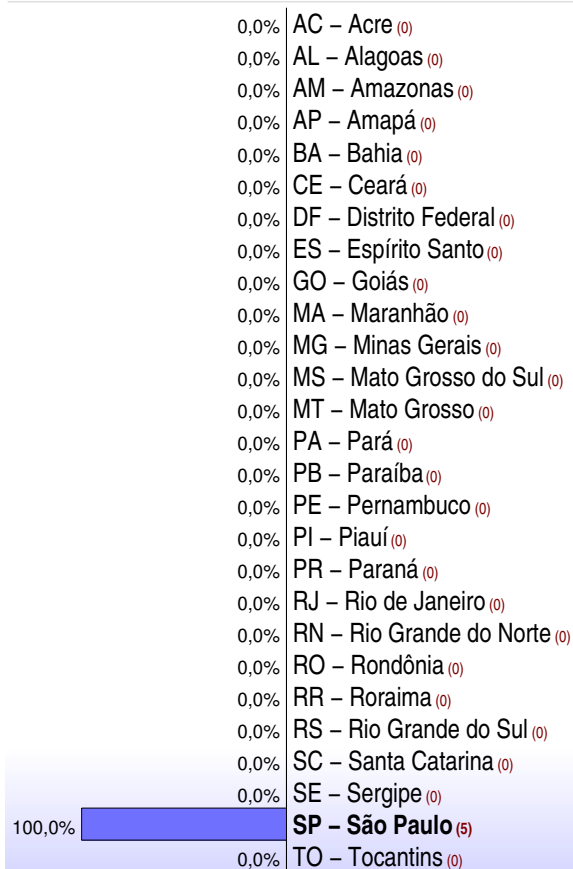 0,0% AC – Acre (0)
0,0% AL – Alagoas (0)
0,0% AM – Amazonas (0)
0,0% AP – Amapá (0)
0,0% BA – Bahia (0)
0,0% CE – Ceará (0)
0,0% DF – Distrito Federal (0)
0,0% ES – Espírito Santo (0)
0,0% GO – Goiás (0)
0,0% MA – Maranhão (0)
0,0% MG – Minas Gerais (0)
0,0% MS – Mato Grosso do Sul (0)
0,0% MT – Mato Grosso (0)
0,0% PA – Pará (0)
0,0% PB – Paraíba (0)
0,0% PE – Pernambuco (0)
0,0% PI – Piauí (0)
0,0% PR – Paraná (0)
0,0% RJ – Rio de Janeiro (0)
0,0% RN – Rio Grande do Norte (0)
0,0% RO – Rondônia (0)
0,0% RR – Roraima (0)
0,0% RS – Rio Grande do Sul (0)
0,0% SC – Santa Catarina (0)
0,0% SE – Sergipe (0)
100,0% SP – São Paulo (5)
0,0% TO – Tocantins (0)